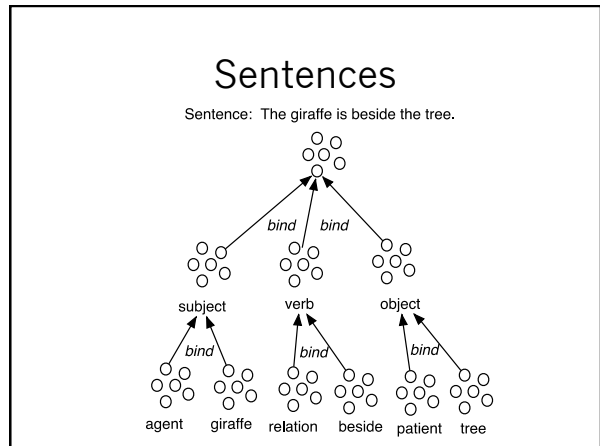 Sentences
Sentence: The giraffe is beside the tree.
bind bind
subject verb object
bind bind bind
agent giraffe relation beside patient tree